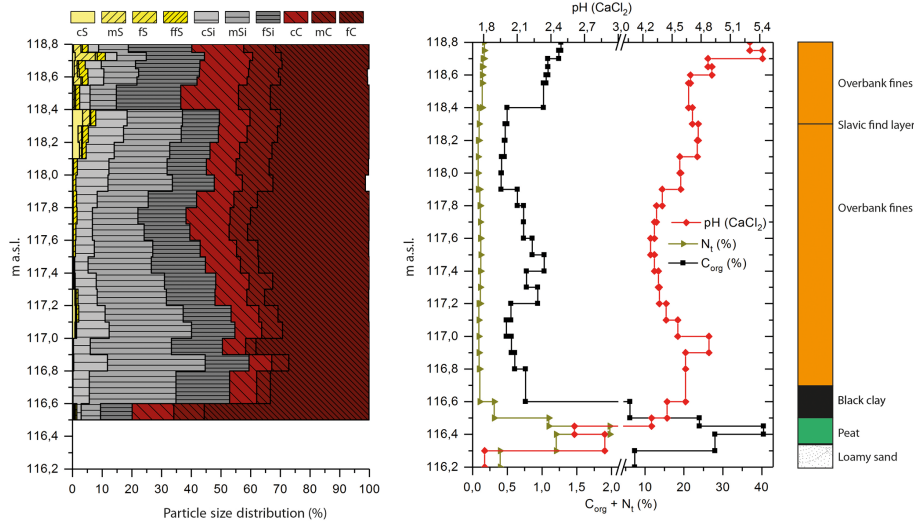 cS mS fS ffS cSi mSi fSi cC mC fC
118,8
118,6
118,4
118,2
118,0
117,8
117,6
117,4
117,2
117,0
116,8
116,6
116,4
116,2
m a.s.l.
0 10 20 30 40 50 60 70 80 90 100
Particle size distribution (%)
pH (CaCl2)
1,8 2,1 2,4 2,7 3,0 4,2 4,5 4,8 5,1 5,4
118,8
118,6
118,4
118,2
118,0
117,8
117,6
117,4
117,2
117,0
116,8
116,6
116,4
116,2
m a.s.l.
pH (CaCl2)
Nt (%)
Corg (%)
0,0 0,5 1,0 1,5 2,0 10 20 30 40
Corg + Nt (%)
Overbank fines
Slavic find layer
Overbank fines
Black clay
Peat
Loamy sand